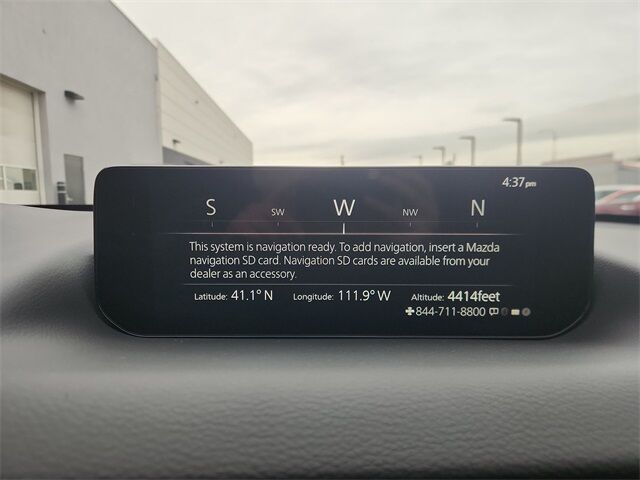 4:37pm
S SW W NW N
This system is navigation ready. To add navigation, insert a Mazda
navigation SD card. Navigation SD cards are available from your
dealer as an accessory.
Latitude: 41.1° N Longitude: 111.9° W Altitude: 4414feet
844-711-8800